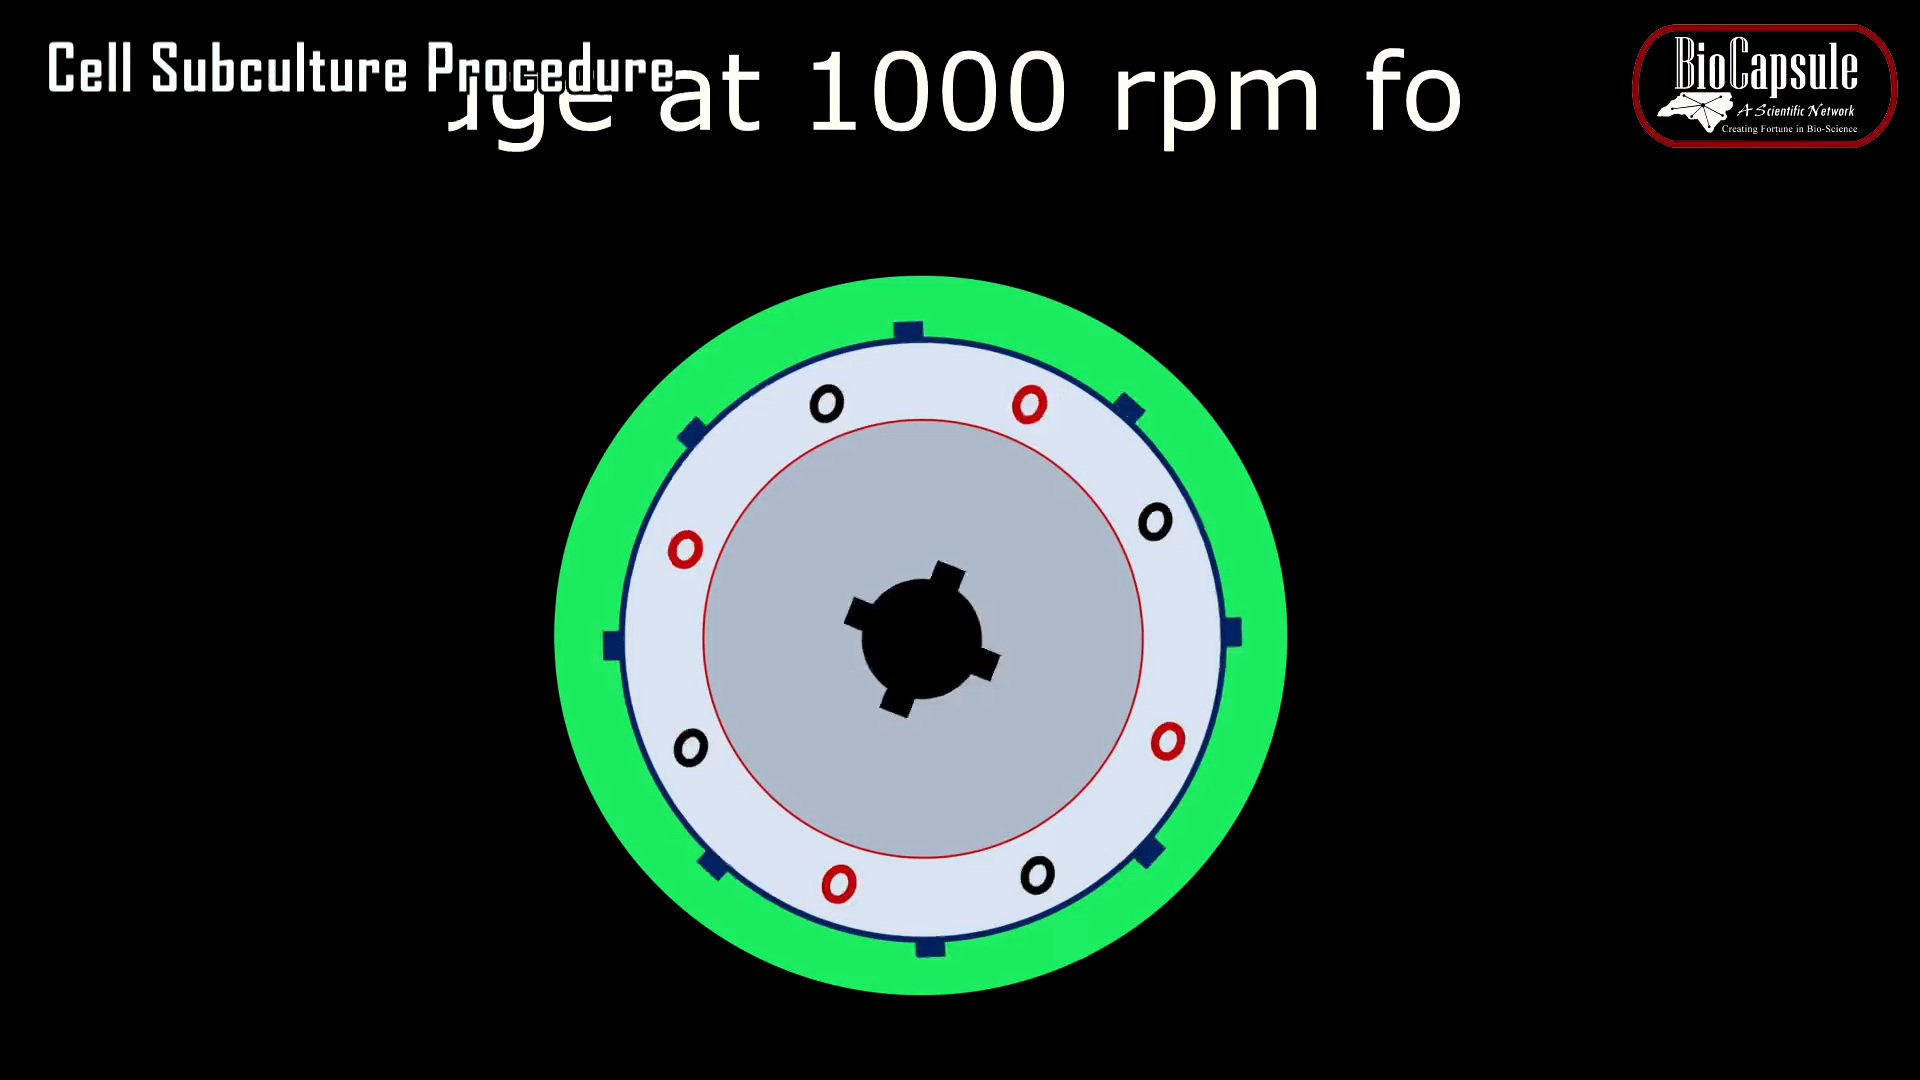 Cell Subculture Procedure
at 1000 rpm fo
BioCapsule
A Scientific Network
Creating Fortune in Bio-Science